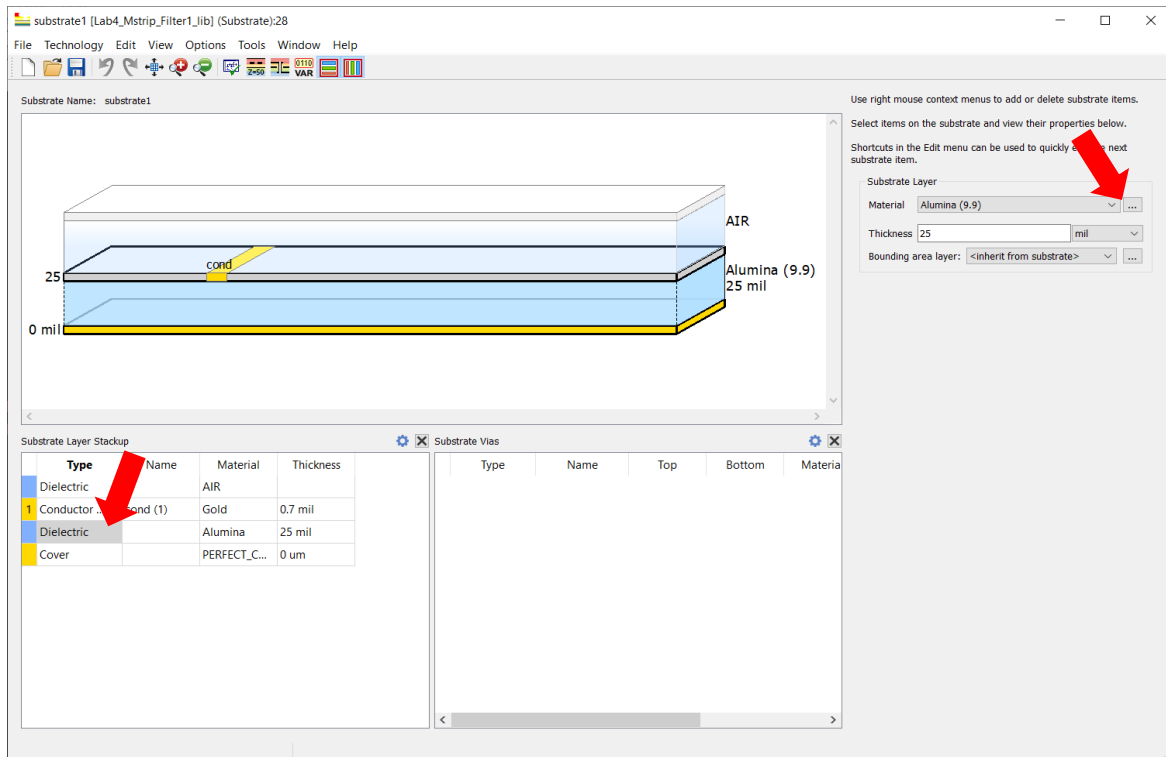 substrate1 [Lab4_Mstrip_Filter1_lib] (Substrate):28
File Technology Edit View Options Tools Window Help
Z=50
0110
VAR
Substrate Name: substrate1
AIR
cond
25
Alumina (9.9)
25 mil
0 mil
Use right mouse context menus to add or delete substrate items.
Select items on the substrate and view their properties below.
Shortcuts in the Edit menu can be used to quickly next
substrate item.
Substrate Layer
Material Alumina (9.9) ...
Thickness 25 mil
Bounding area layer: <inherit from substrate> ...
Substrate Layer Stackup
Type Name Material Thickness
Dielectric AIR
1 Conductor ... cond (1) Gold 0.7 mil
Dielectric Alumina 25 mil
Cover PERFECT_C... 0 um
Substrate Vias
Type Name Top Bottom Materia